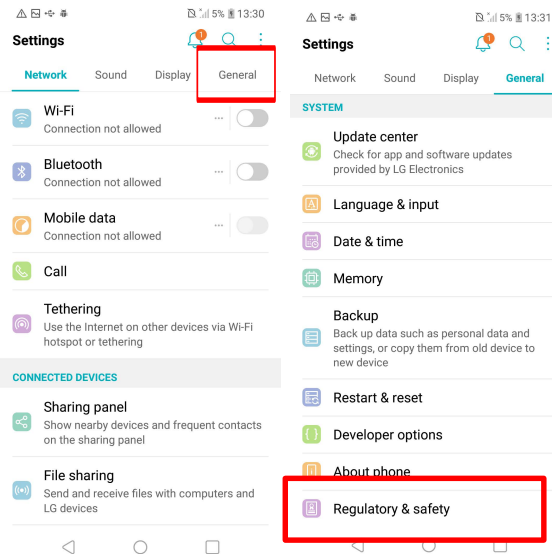 5% 13:30
Settings
1
Network Sound Display General
Wi-Fi
Connection not allowed
Bluetooth
Connection not allowed
Mobile data
Connection not allowed
Call
Tethering
Use the Internet on other devices via Wi-Fi
hotspot or tethering
CONNECTED DEVICES
Sharing panel
Show nearby devices and frequent contacts
on the sharing panel
File sharing
Send and receive files with computers and
LG devices
5% 13:31
Settings
1
Network Sound Display General
SYSTEM
Update center
Check for app and software updates
provided by LG Electronics
A Language & input
Date & time
Memory
Backup
Back up data such as personal data and
settings, or copy them from old device to
new device
Restart & reset
Developer options
About phone
Regulatory & safety